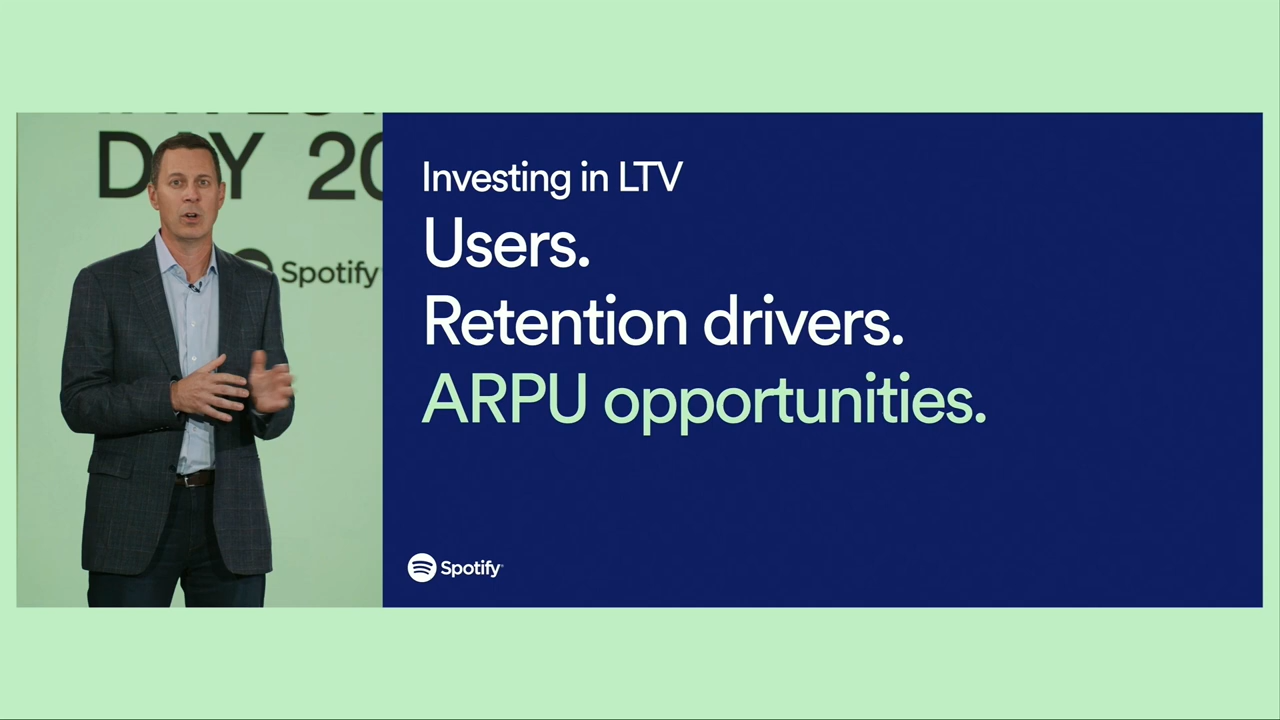 DAY 20
Spotify
Investing in LTV
Users.
Retention drivers.
ARPU opportunities.
Spotify